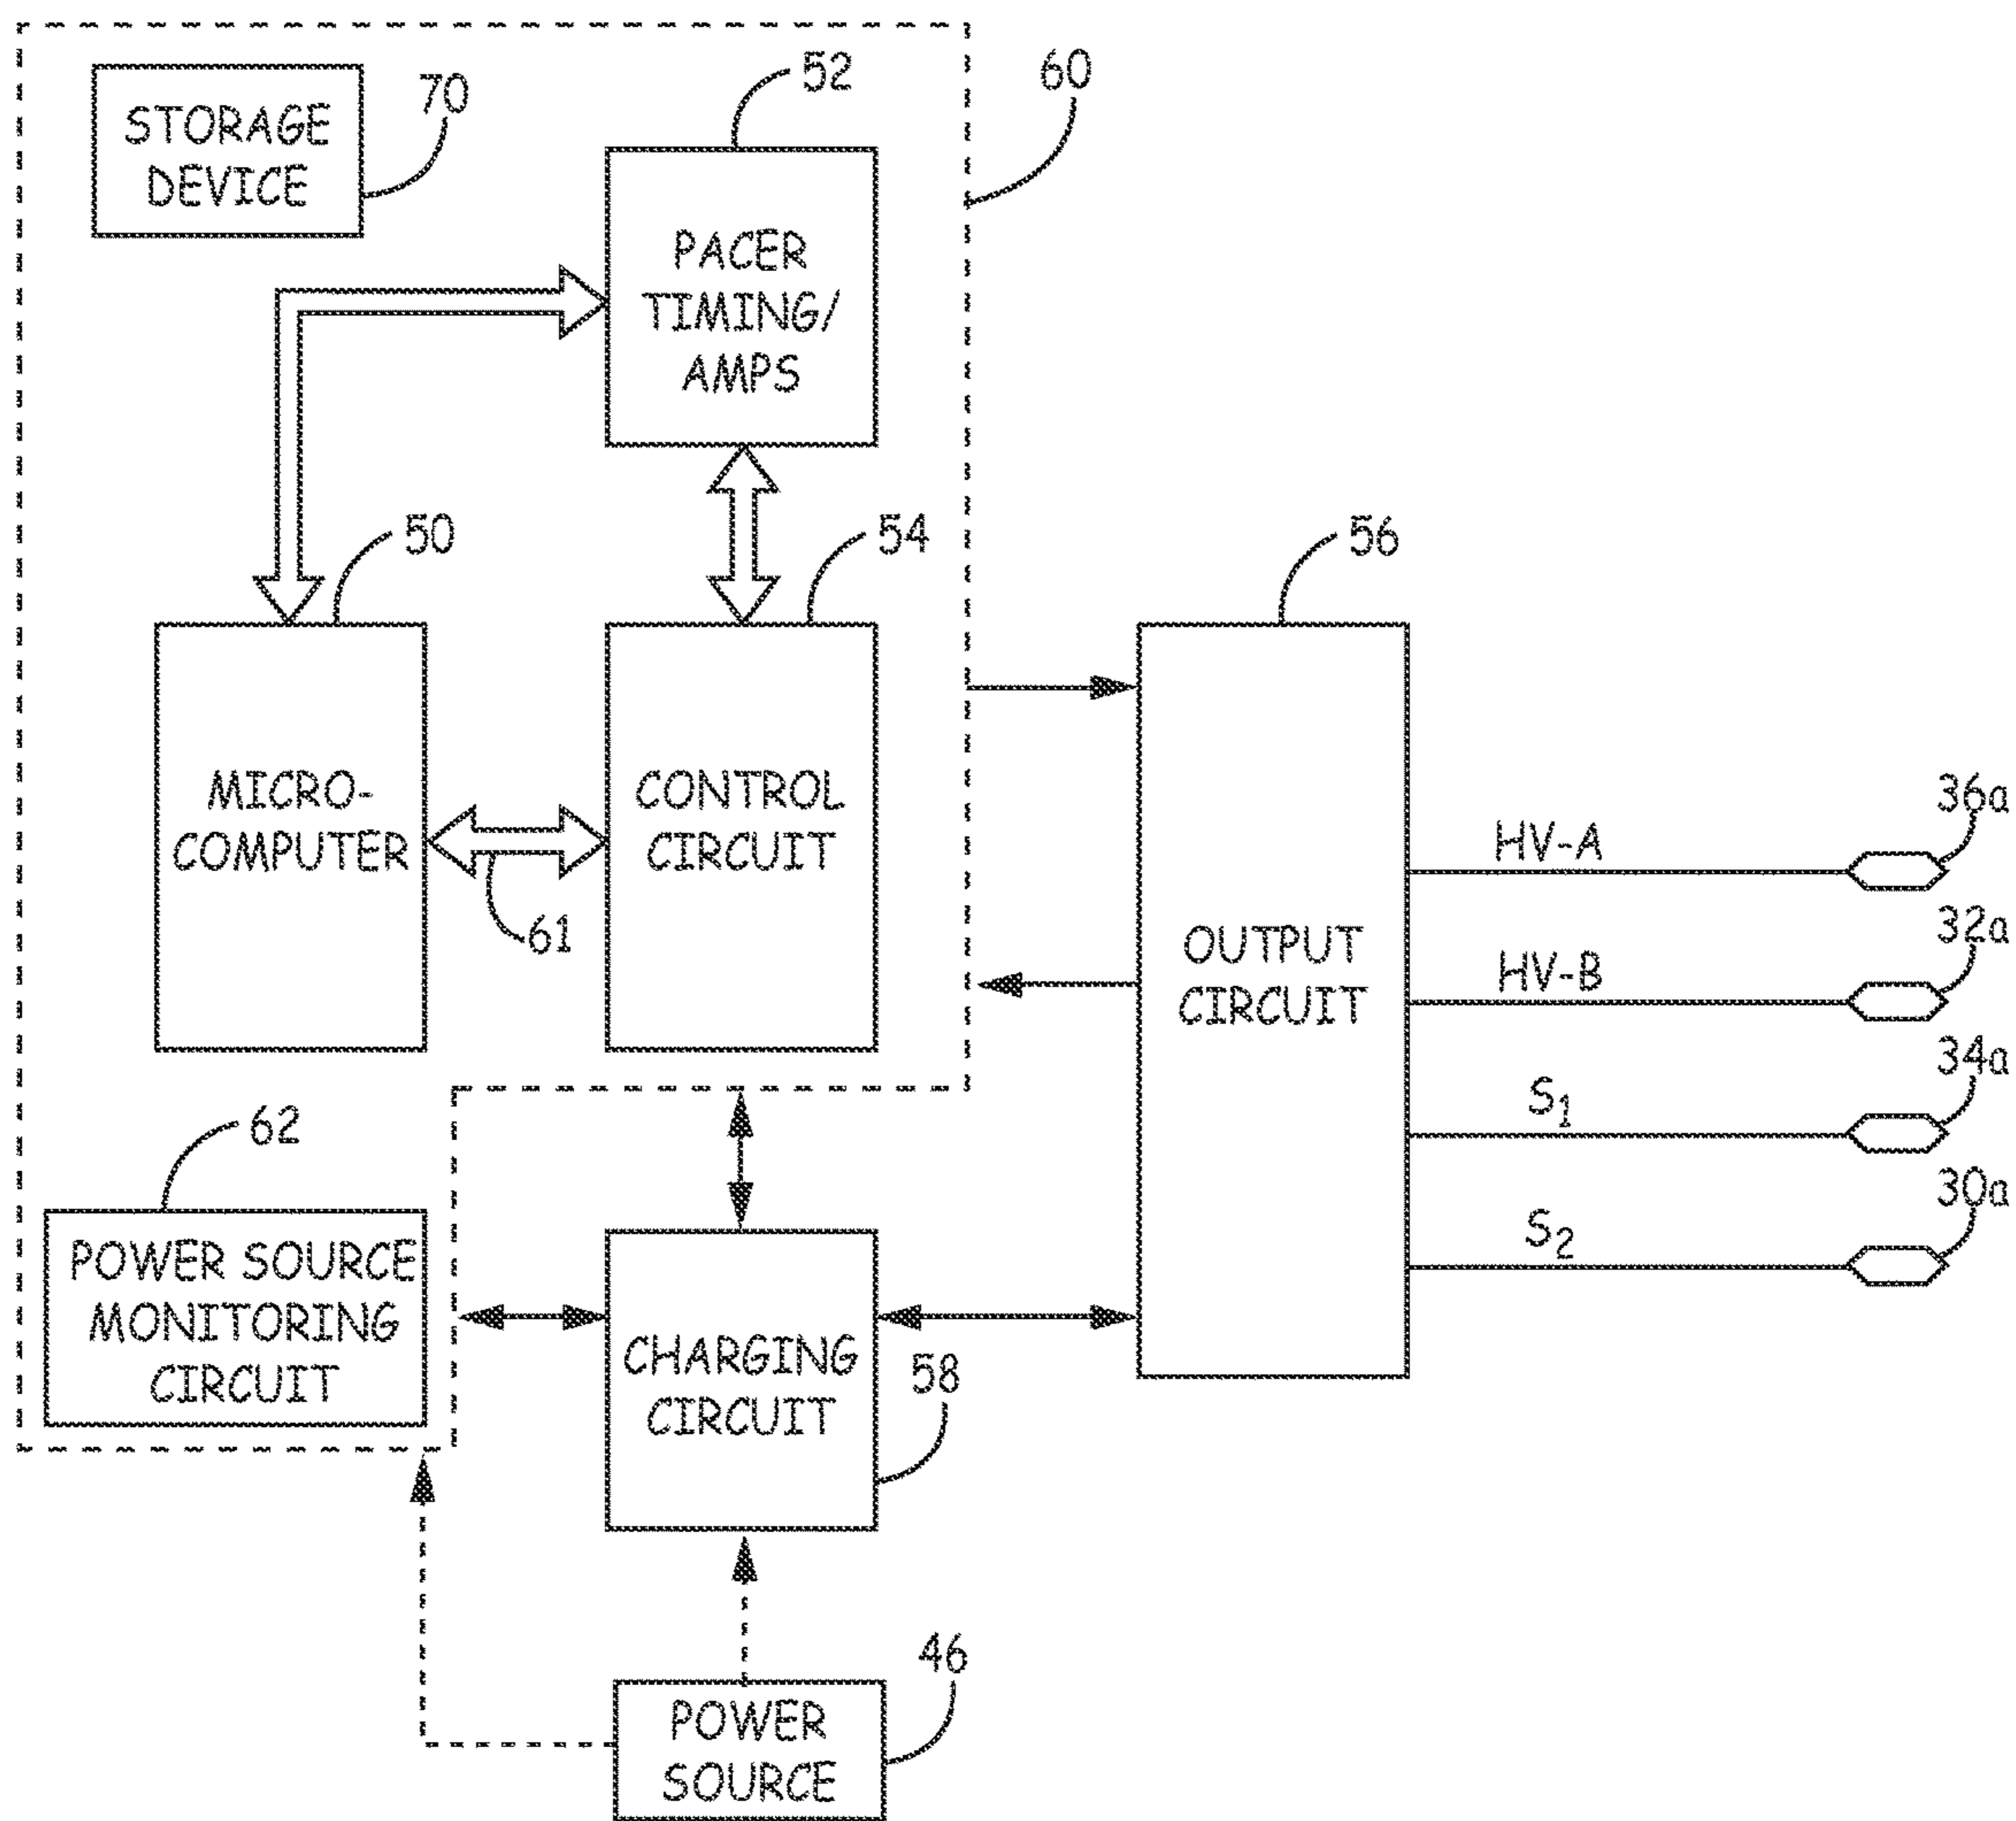 STORAGE
DEVICE
70
52
60
PACER
TIMING/
AMPS
50
54
56
MICRO-
COMPUTER
61
CONTROL
CIRCUIT
OUTPUT
CIRCUIT
HV-A
36a
HV-B
32a
S1
34a
S2
30a
62
POWER SOURCE
MONITORING
CIRCUIT
CHARGING
CIRCUIT
58
46
POWER
SOURCE